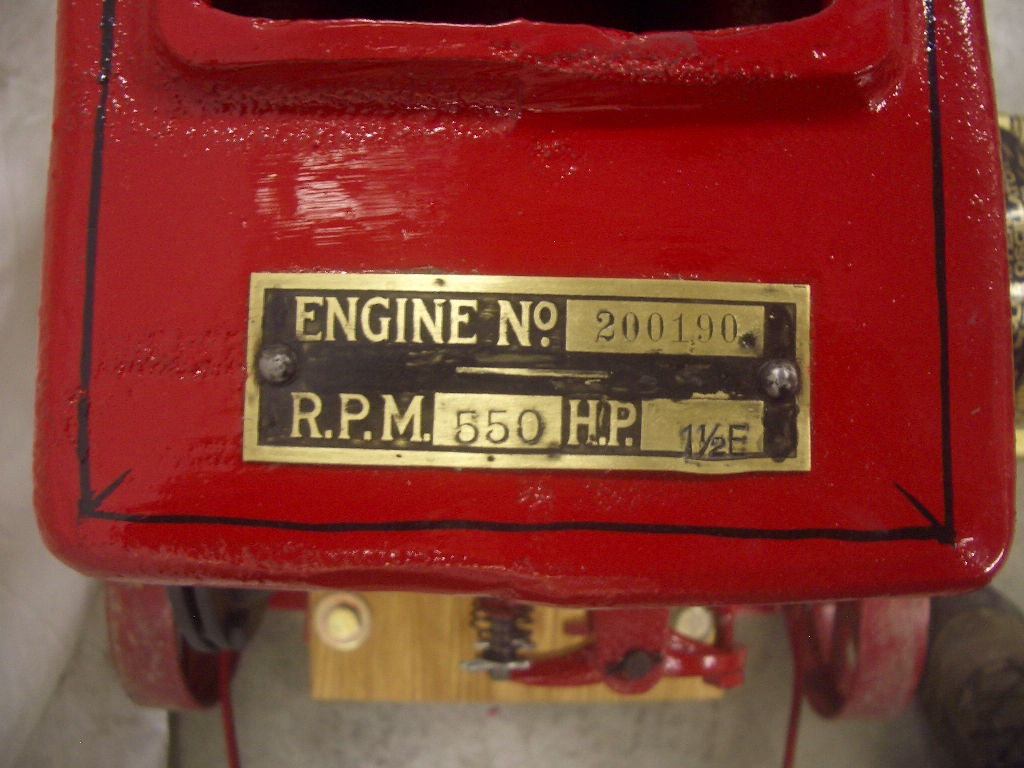 ENGINE No. 200190
R.P.M. 550 H.P. 1½E